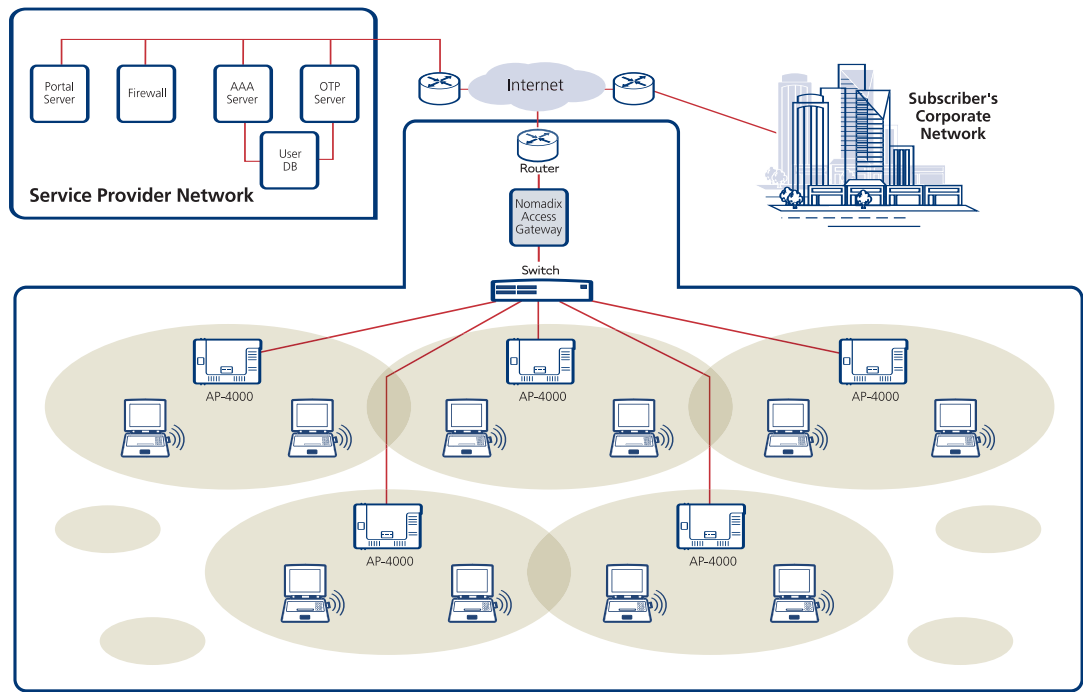 Portal
Server
Firewall
AAA
Server
OTP
Server
User
DB
Service Provider Network
Internet
Subscriber's
Corporate
Network
Router
Nomadix
Access
Gateway
Switch
AP-4000
AP-4000
AP-4000
AP-4000
AP-4000